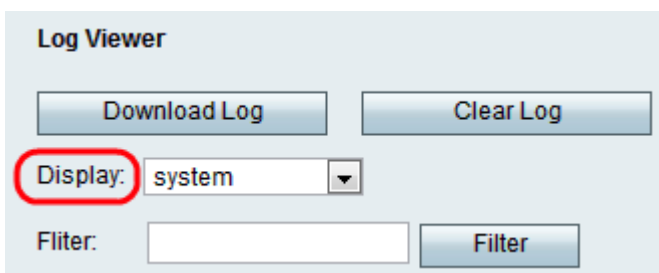 Log Viewer
Download Log Clear Log
Display: system
Fliter: Filter